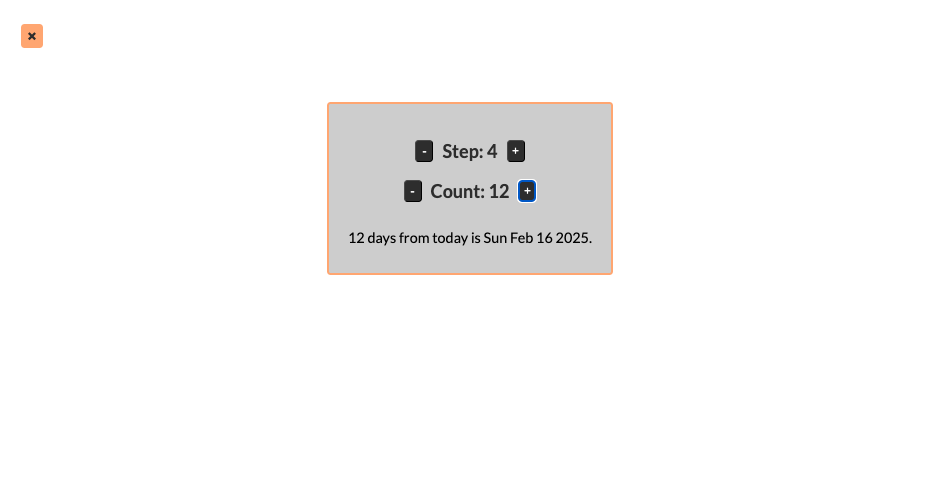 ✖
- Step: 4 +
- Count: 12 +
12 days from today is Sun Feb 16 2025.